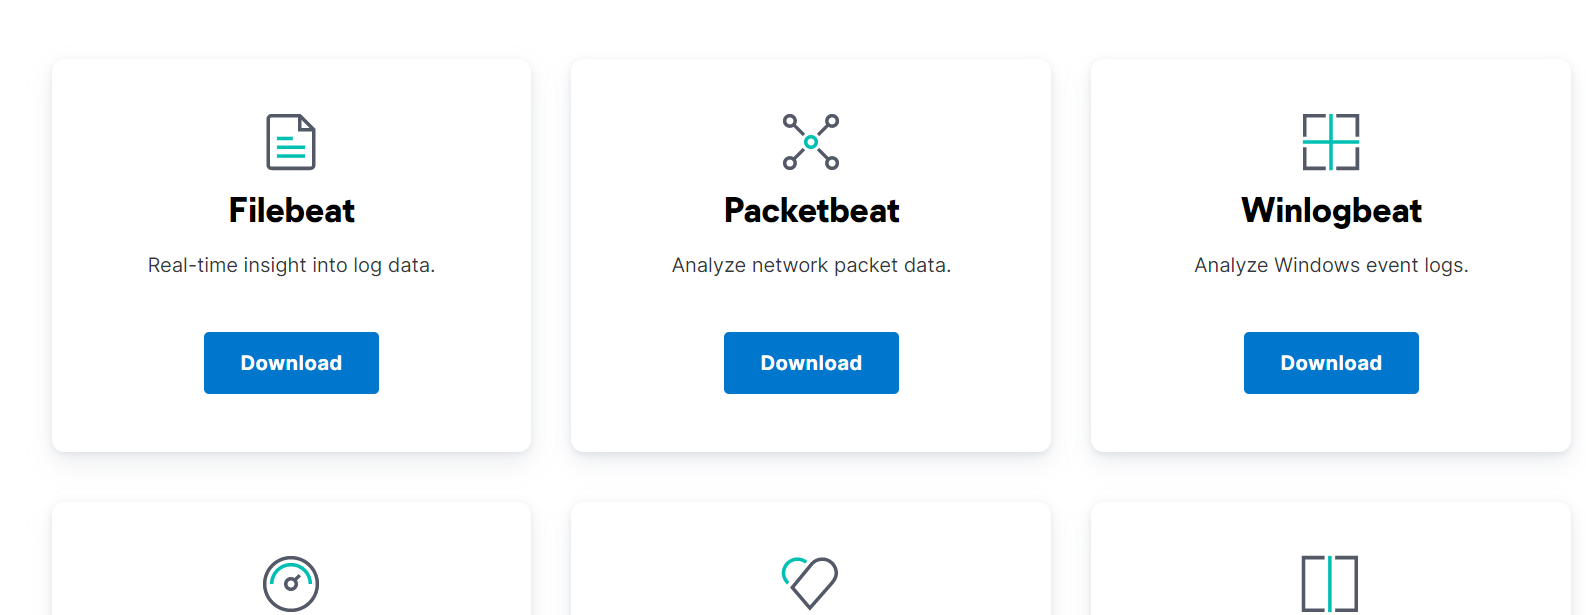 Filebeat
Real-time insight into log data.
Download
Packetbeat
Analyze network packet data.
Download
Winlogbeat
Analyze Windows event logs.
Download